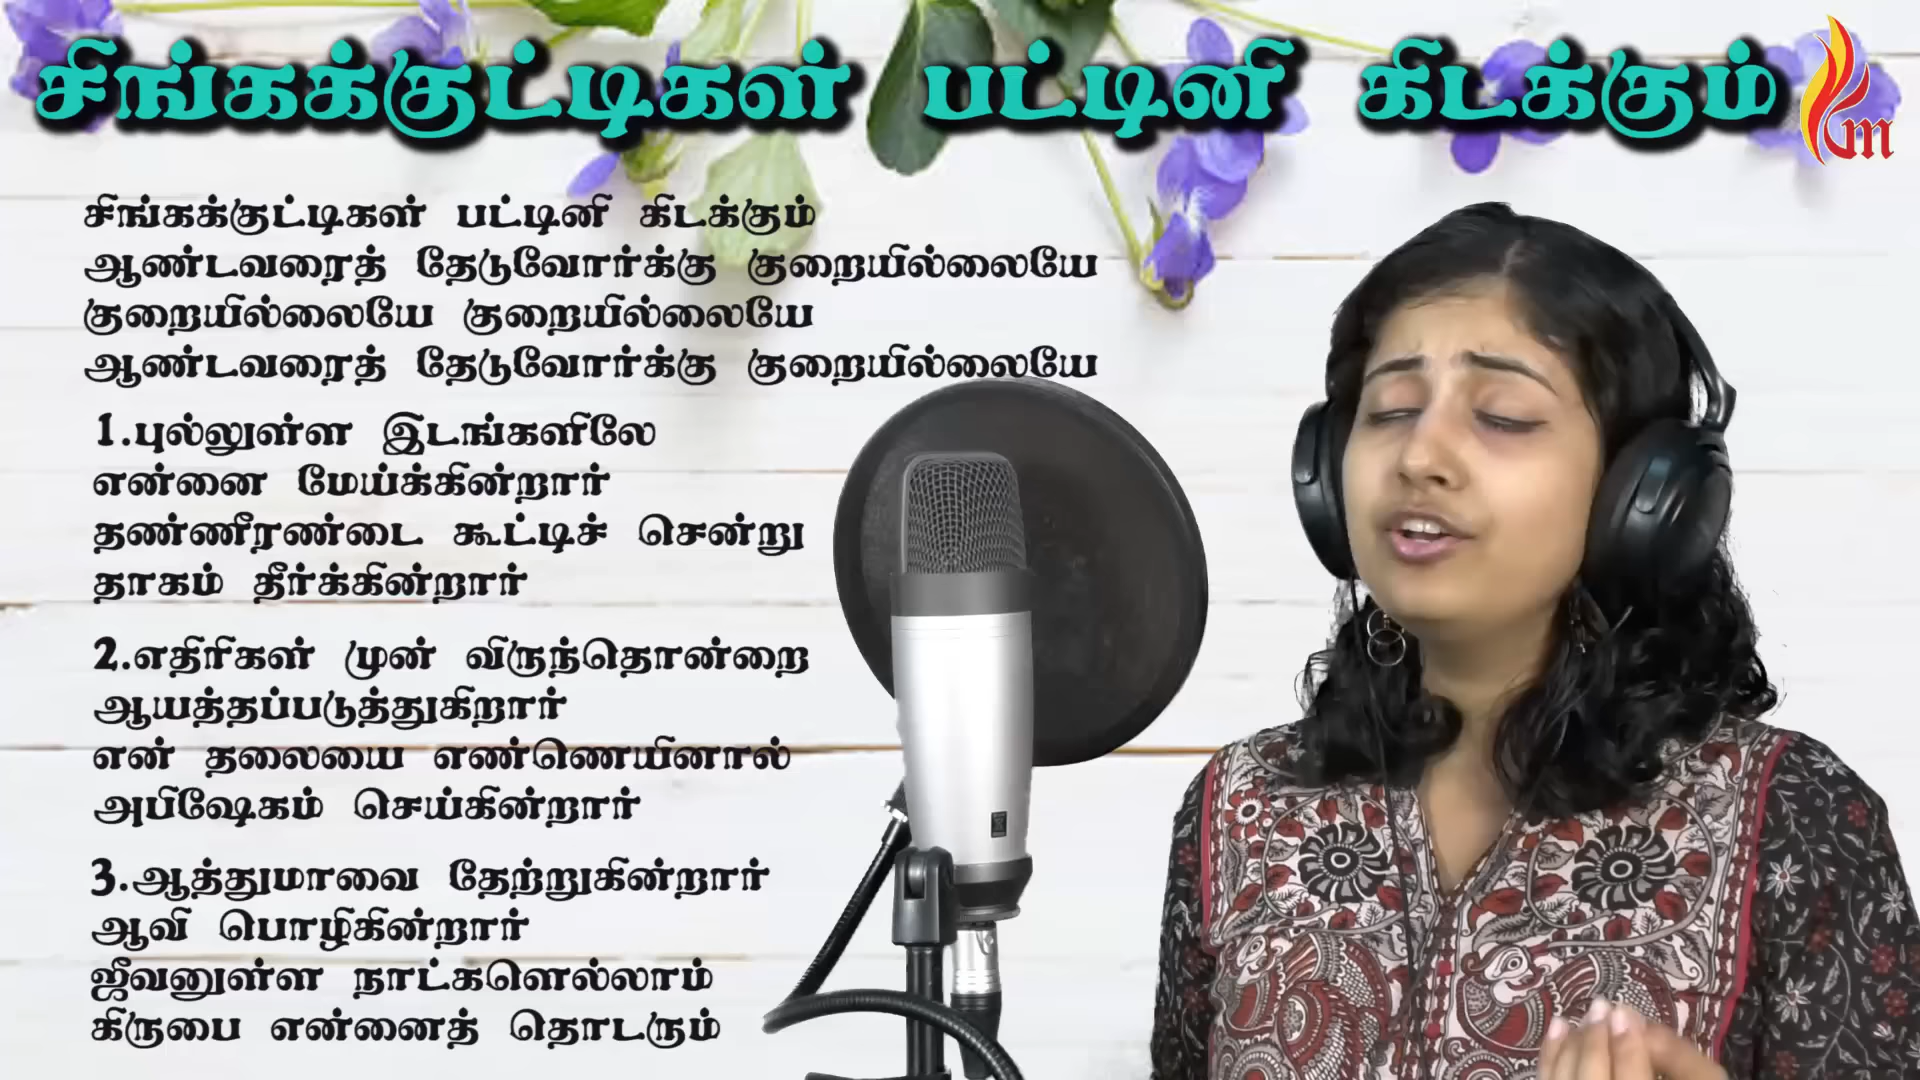 சிங்கக்குட்டிகள் பட்டினி கிடக்கும்
m
சிங்கக்குட்டிகள் பட்டினி கிடக்கும்
ஆண்டவரைத் தேடுவோர்க்கு குறையில்லையே
குறையில்லையே குறையில்லையே
ஆண்டவரைத் தேடுவோர்க்கு குறையில்லையே
1.புல்லுள்ள இடங்களிலே
என்னை மேய்க்கின்றார்
தண்ணீரண்டை கூட்டிச் சென்று
தாகம் தீர்க்கின்றார்
2.எதிரிகள் முன் விருந்தொன்றை
ஆயத்தப்படுத்துகிறார்
என் தலையை எண்ணெயினால்
அபிஷேகம் செய்கின்றார்
3.ஆத்துமாவை தேற்றுகின்றார்
ஆவி பொழிகின்றார்
ஜீவனுள்ள நாட்களெல்லாம்
கிருபை என்னைத் தொடரும்